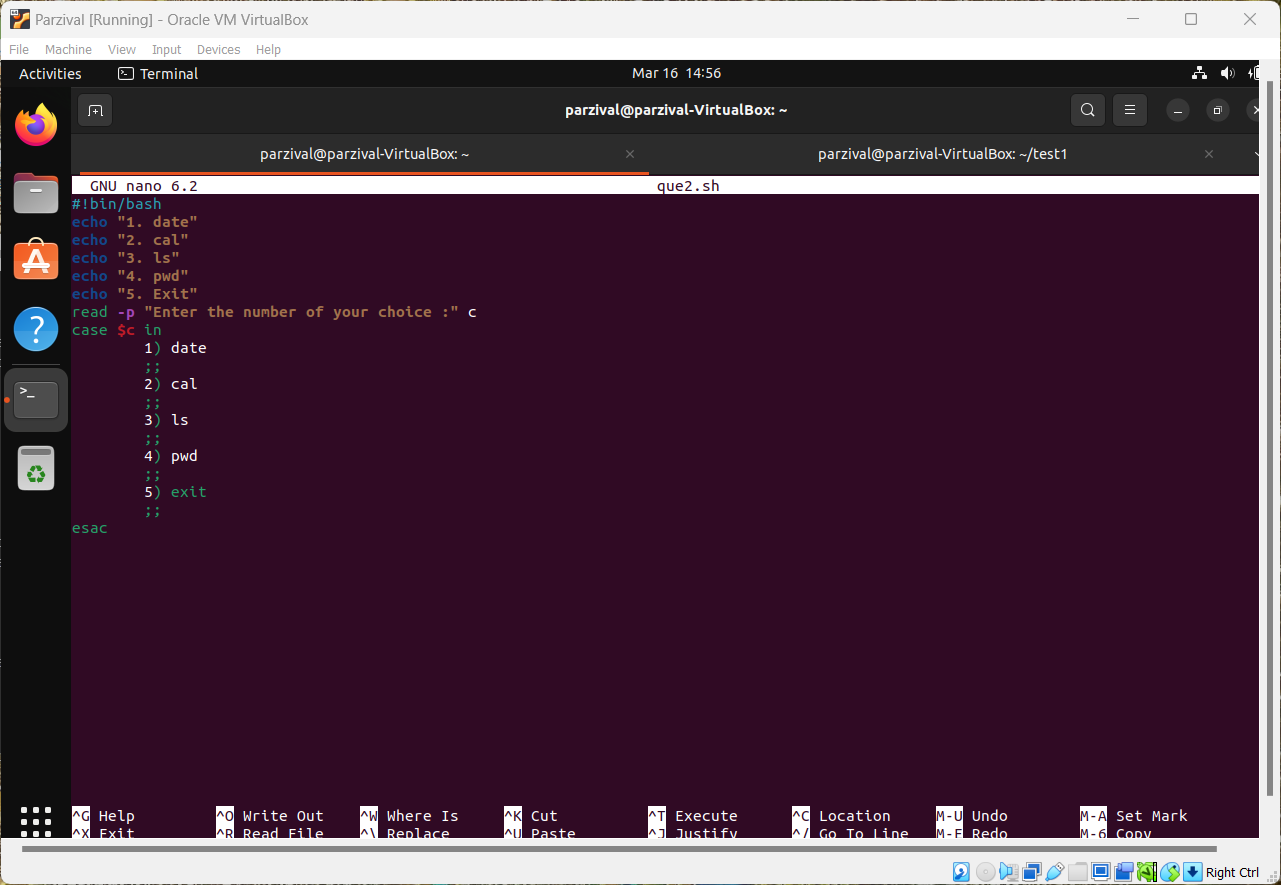 Parzival [Running] - Oracle VM VirtualBox
File Machine View Input Devices Help
Activities Terminal Mar 16 14:56
parzival@parzival-VirtualBox: ~
parzival@parzival-VirtualBox: ~ parzival@parzival-VirtualBox: ~/test1
GNU nano 6.2 que2.sh
#!bin/bash
echo "1. date"
echo "2. cal"
echo "3. ls"
echo "4. pwd"
echo "5. Exit"
read -p "Enter the number of your choice :" c
case $c in
1) date
;;
2) cal
;;
3) ls
;;
4) pwd
;;
5) exit
;;
esac
^G Help ^O Write Out ^W Where Is ^K Cut ^T Execute ^C Location M-U Undo M-A Set Mark
^X Exit ^R Read File ^\ Replace ^U Paste ^J Justify ^/ Go To Line M-E Redo M-6 Copy
Right Ctrl